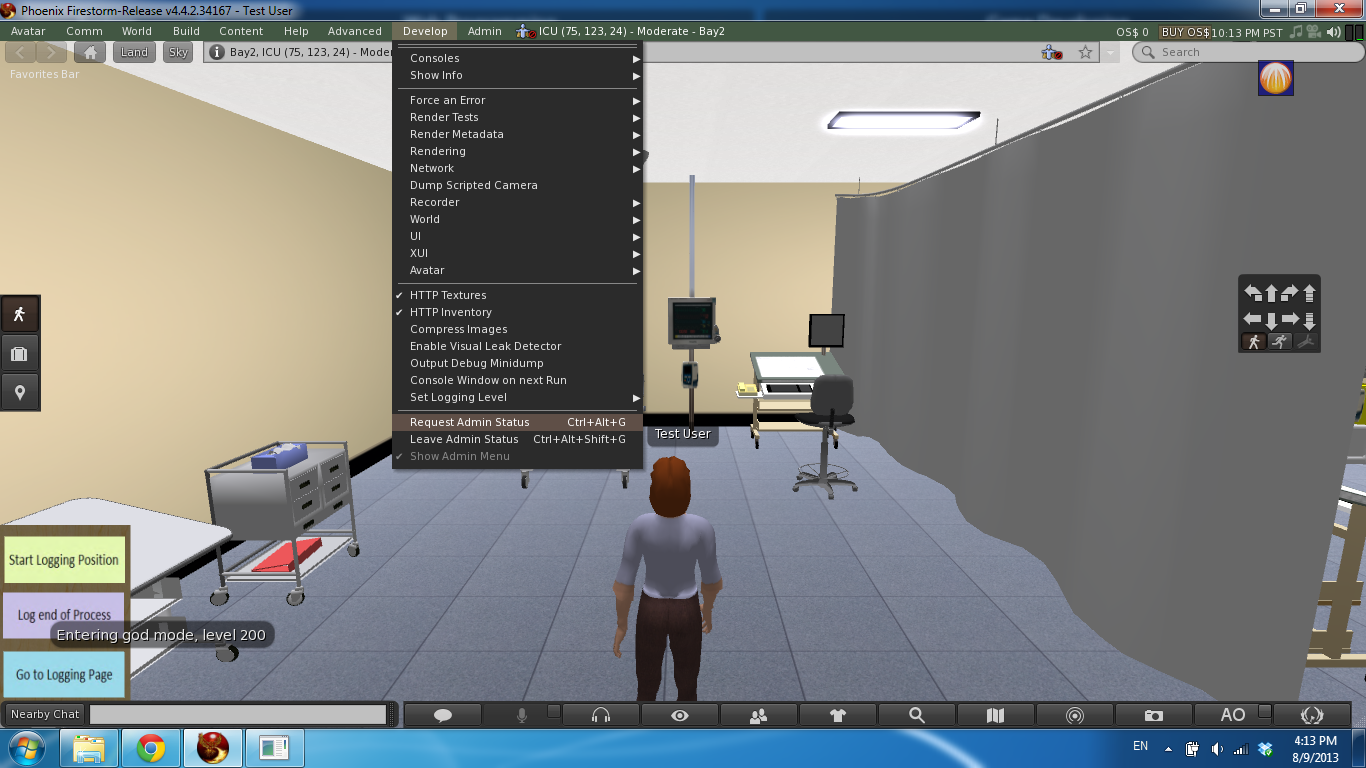 Phoenix Firestorm-Release v4.4.2.34167 - Test User
Avatar Comm World Build Content Help Advanced Develop Admin ICU (75, 123, 24) - Moderate - Bay2 OS$ 0 BUY OS$ 10:13 PM PST
Land Sky Bay2, ICU (75, 123, 24) - Moder Search
Favorites Bar
Consoles
Show Info
Force an Error
Render Tests
Render Metadata
Rendering
Network
Dump Scripted Camera
Recorder
World
UI
XUI
Avatar
HTTP Textures
HTTP Inventory
Compress Images
Enable Visual Leak Detector
Output Debug Minidump
Console Window on next Run
Set Logging Level
Request Admin Status Ctrl+Alt+G
Leave Admin Status Ctrl+Alt+Shift+G
Show Admin Menu
Test User
Start Logging Position
Log end of Process
Entering god mode, level 200
Go to Logging Page
Nearby Chat
AO
EN
4:13 PM
8/9/2013